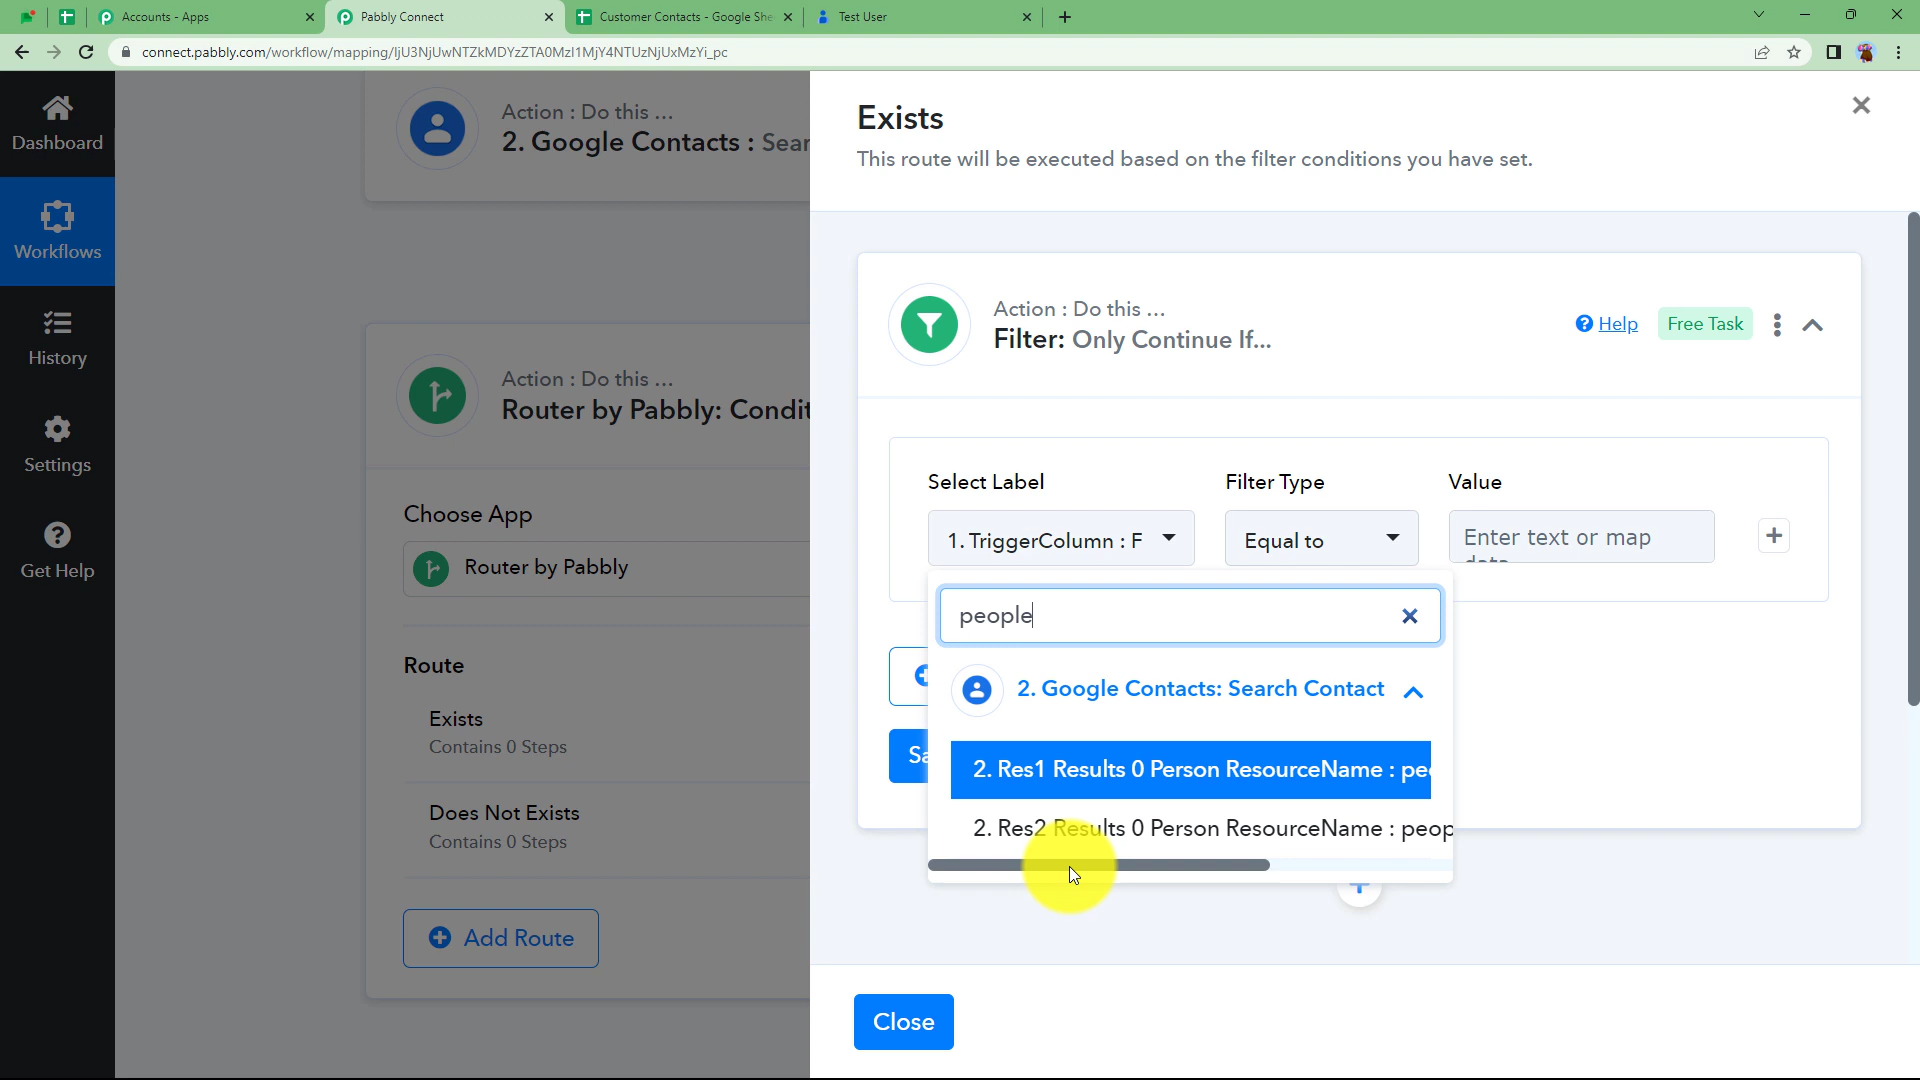 Accounts - Apps
Pabbly Connect
Customer Contacts - Google She
Test User
connect.pabbly.com/workflow/mapping/IjU3NjUwNTZkMDYzZTA0MzI1MjY4NTUzNjUxMzYi_pc
Dashboard
Workflows
History
Settings
Get Help
Action : Do this ...
2. Google Contacts : Sear
Action : Do this ...
Router by Pabbly: Condit
Choose App
Router by Pabbly
Route
Exists
Contains 0 Steps
Does Not Exists
Contains 0 Steps
Add Route
Exists
This route will be executed based on the filter conditions you have set.
Action : Do this ...
Filter: Only Continue If...
Help
Free Task
Select Label
Filter Type
Value
1. TriggerColumn : F
Equal to
Enter text or map
data
people
2. Google Contacts: Search Contact
2. Res1 Results 0 Person ResourceName : peo
2. Res2 Results 0 Person ResourceName : peop
Sa
Close